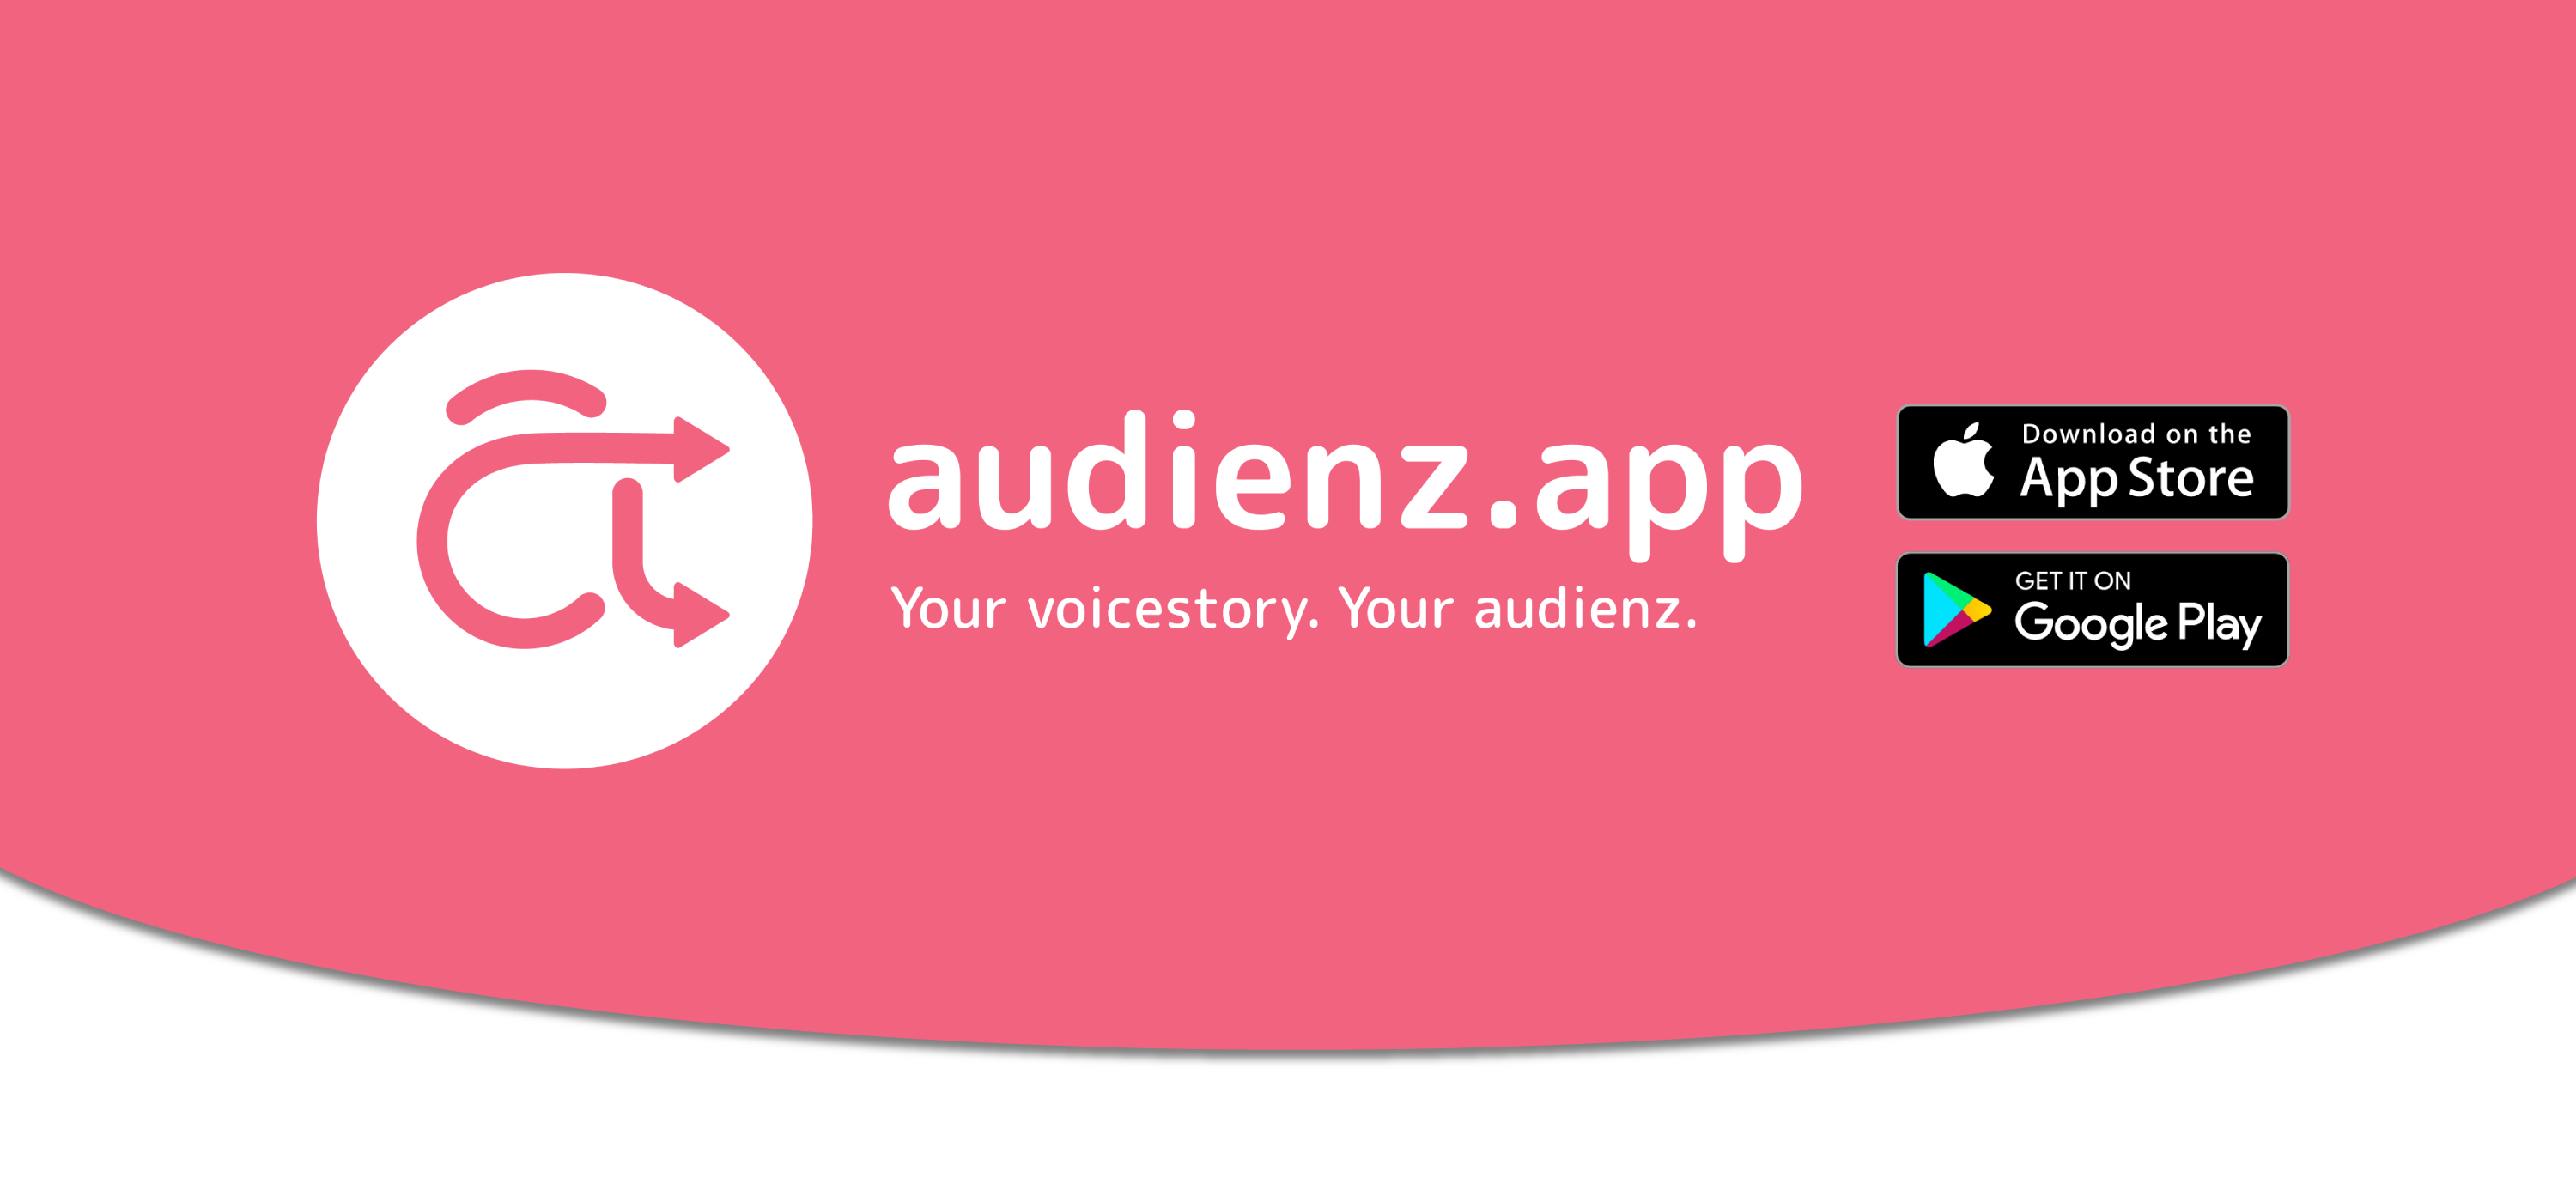 audienz.app
Your voicestory. Your audienz.
Download on the
App Store
GET IT ON
Google Play